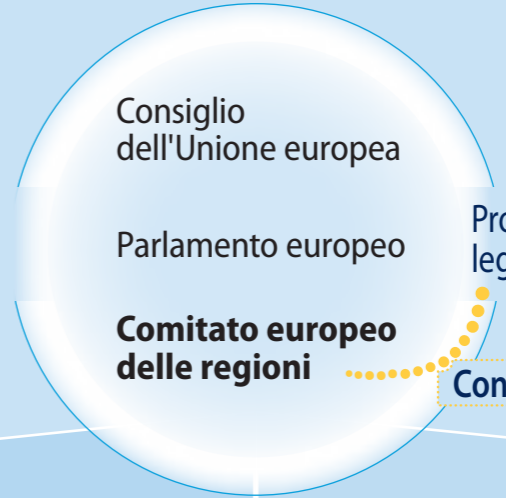 Consiglio
dell'Unione europea
Parlamento europeo
Comitato europeo
delle regioni